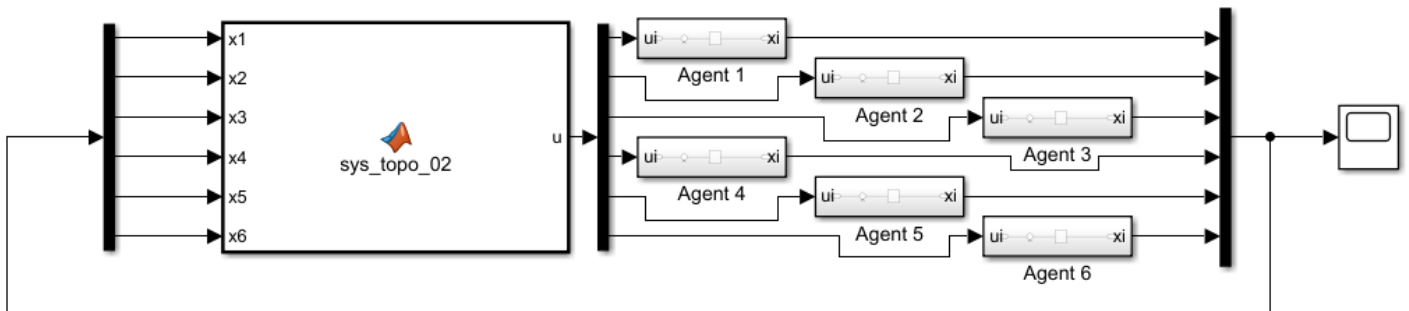 x1
x2
x3
x4
x5
x6
sys_topo_02
u
ui xi
Agent 1
ui xi
Agent 2
ui xi
Agent 3
ui xi
Agent 4
ui xi
Agent 5
ui xi
Agent 6